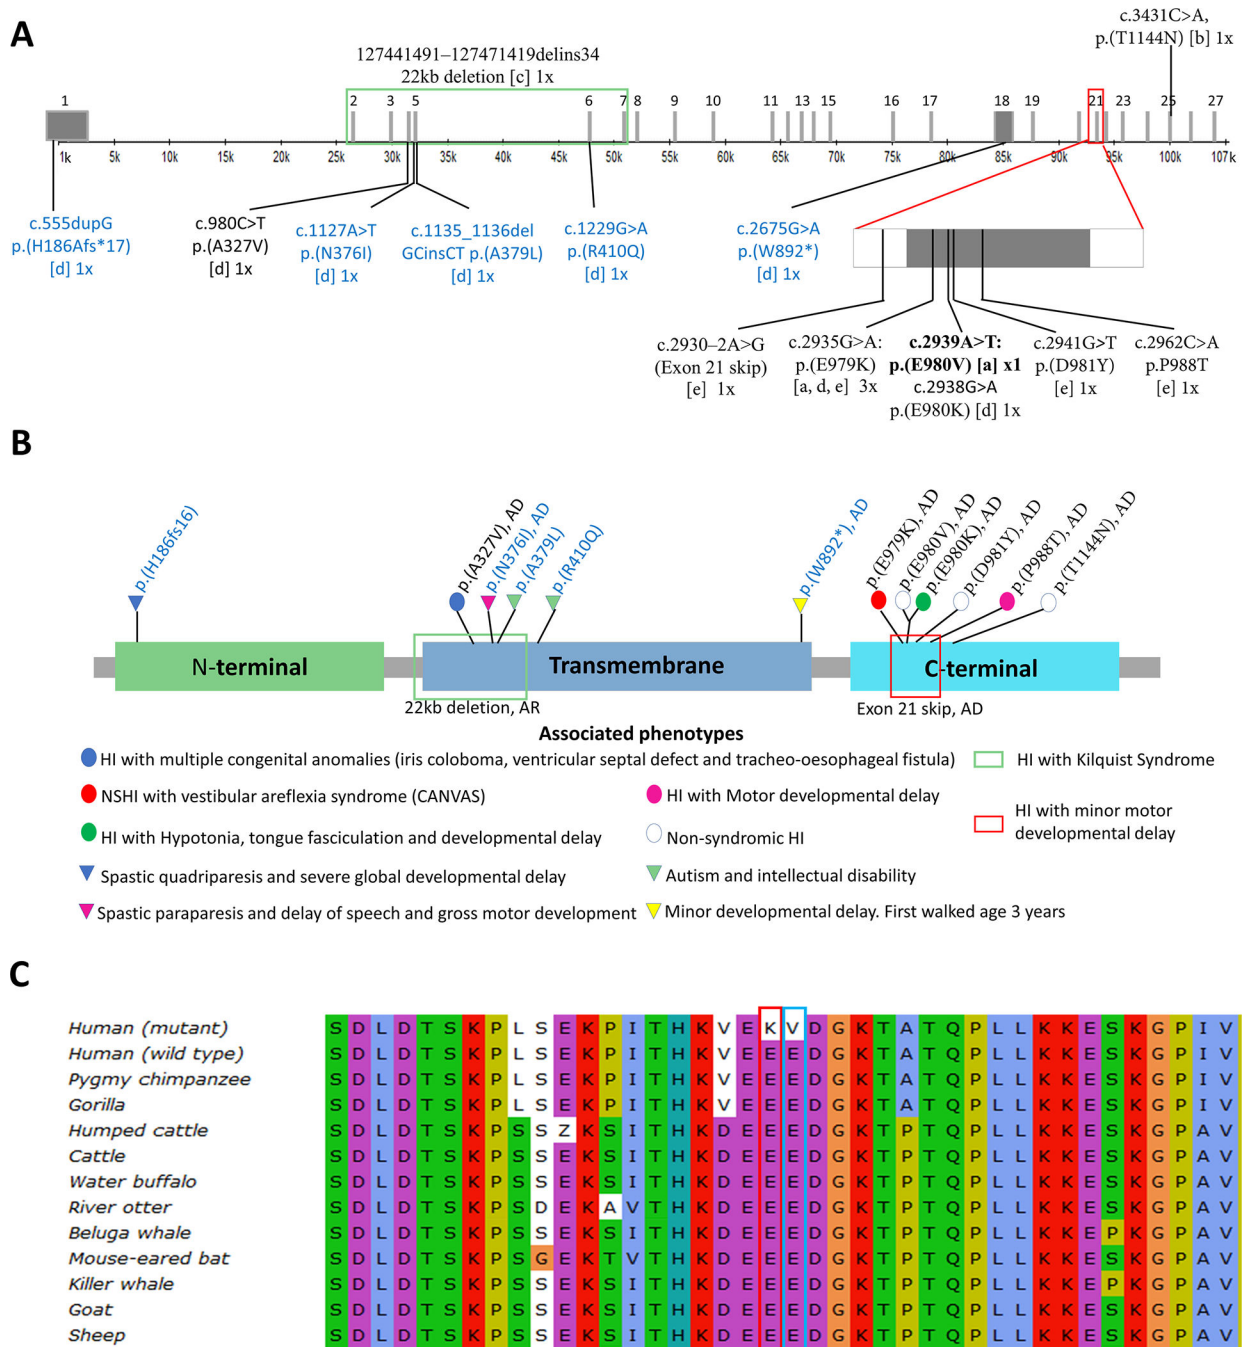 A
c.3431C>A,
p.(T1144N) [b] 1x
127441491–127471419delins34
22kb deletion [c] 1x
1 2 3 5 6 7 8 9 10 11 13 15 16 17 18 19 21 23 25 27
1k 5k 10k 15k 20k 25k 30k 35k 40k 45k 50k 55k 60k 65k 70k 75k 80k 85k 90k 95k 100k 107k
c.555dupG
p.(H186Afs*17)
[d] 1x
c.980C>T
p.(A327V)
[d] 1x
c.1127A>T
p.(N376I)
[d] 1x
c.1135_1136del
GCinsCT p.(A379L)
[d] 1x
c.1229G>A
p.(R410Q)
[d] 1x
c.2675G>A
p.(W892*)
[d] 1x
c.2930–2A>G
(Exon 21 skip)
[e] 1x
c.2935G>A:
p.(E979K)
[a, d, e] 3x
c.2939A>T:
p.(E980V) [a] x1
c.2938G>A
p.(E980K) [d] 1x
c.2941G>T
p.(D981Y)
[e] 1x
c.2962C>A
p.P988T
[e] 1x
B
p.(H186fs16)
p.(A327V), AD
p.(N376I), AD
p.(A379L)
p.(R410Q)
p.(W892*), AD
p.(E979K), AD
p.(E980V), AD
p.(E980K), AD
p.(D981Y), AD
p.(P988T), AD
p.(T1144N), AD
N-terminal
Transmembrane
C-terminal
22kb deletion, AR
Exon 21 skip, AD
Associated phenotypes
HI with multiple congenital anomalies (iris coloboma, ventricular septal defect and tracheo-oesophageal fistula)
HI with Kilquist Syndrome
NSHI with vestibular areflexia syndrome (CANVAS)
HI with Motor developmental delay
HI with minor motor
developmental delay
HI with Hypotonia, tongue fasciculation and developmental delay
Non-syndromic HI
Spastic quadriparesis and severe global developmental delay
Autism and intellectual disability
Spastic paraparesis and delay of speech and gross motor development
Minor developmental delay. First walked age 3 years
C
Human (mutant) S D L D T S K P L S E K P I T H K V E K V D G K T A T Q P L L K K E S K G P I V
Human (wild type) S D L D T S K P L S E K P I T H K V E E E D G K T A T Q P L L K K E S K G P I V
Pygmy chimpanzee S D L D T S K P L S E K P I T H K V E E E D G K T A T Q P L L K K E S K G P I V
Gorilla S D L D T S K P L S E K P I T H K V E E E D G K T A T Q P L L K K E S K G P I V
Humped cattle S D L D T S K P S S Z K S I T H K D E E E D G K T P T Q P L L K K E S K G P A V
Cattle S D L D T S K P S S E K S I T H K D E E E D G K T P T Q P L L K K E S K G P A V
Water buffalo S D L D T S K P S S E K S I T H K D E E E D G K T P T Q P L L K K E S K G P A V
River otter S D L D T S K P S D E K A V T H K D E E E D G K T P T Q P L L K K E S K G P A V
Beluga whale S D L D T S K P S S E K S I T H K D E E E D G K T P T Q P L L K K E P K G P A V
Mouse-eared bat S D L D T S K P S G E K T V T H K D E E E D G K T P T Q P L L K K E S K G P A V
Killer whale S D L D T S K P S S E K S I T H K D E E E D G K T P T Q P L L K K E P K G P A V
Goat S D L D T S K P S S E K S I T H K D E E E D G K T P T Q P L L K K E S K G P A V
Sheep S D L D T S K P S S E K S I T H K D E E E D G K T P T Q P L L K K E S K G P A V